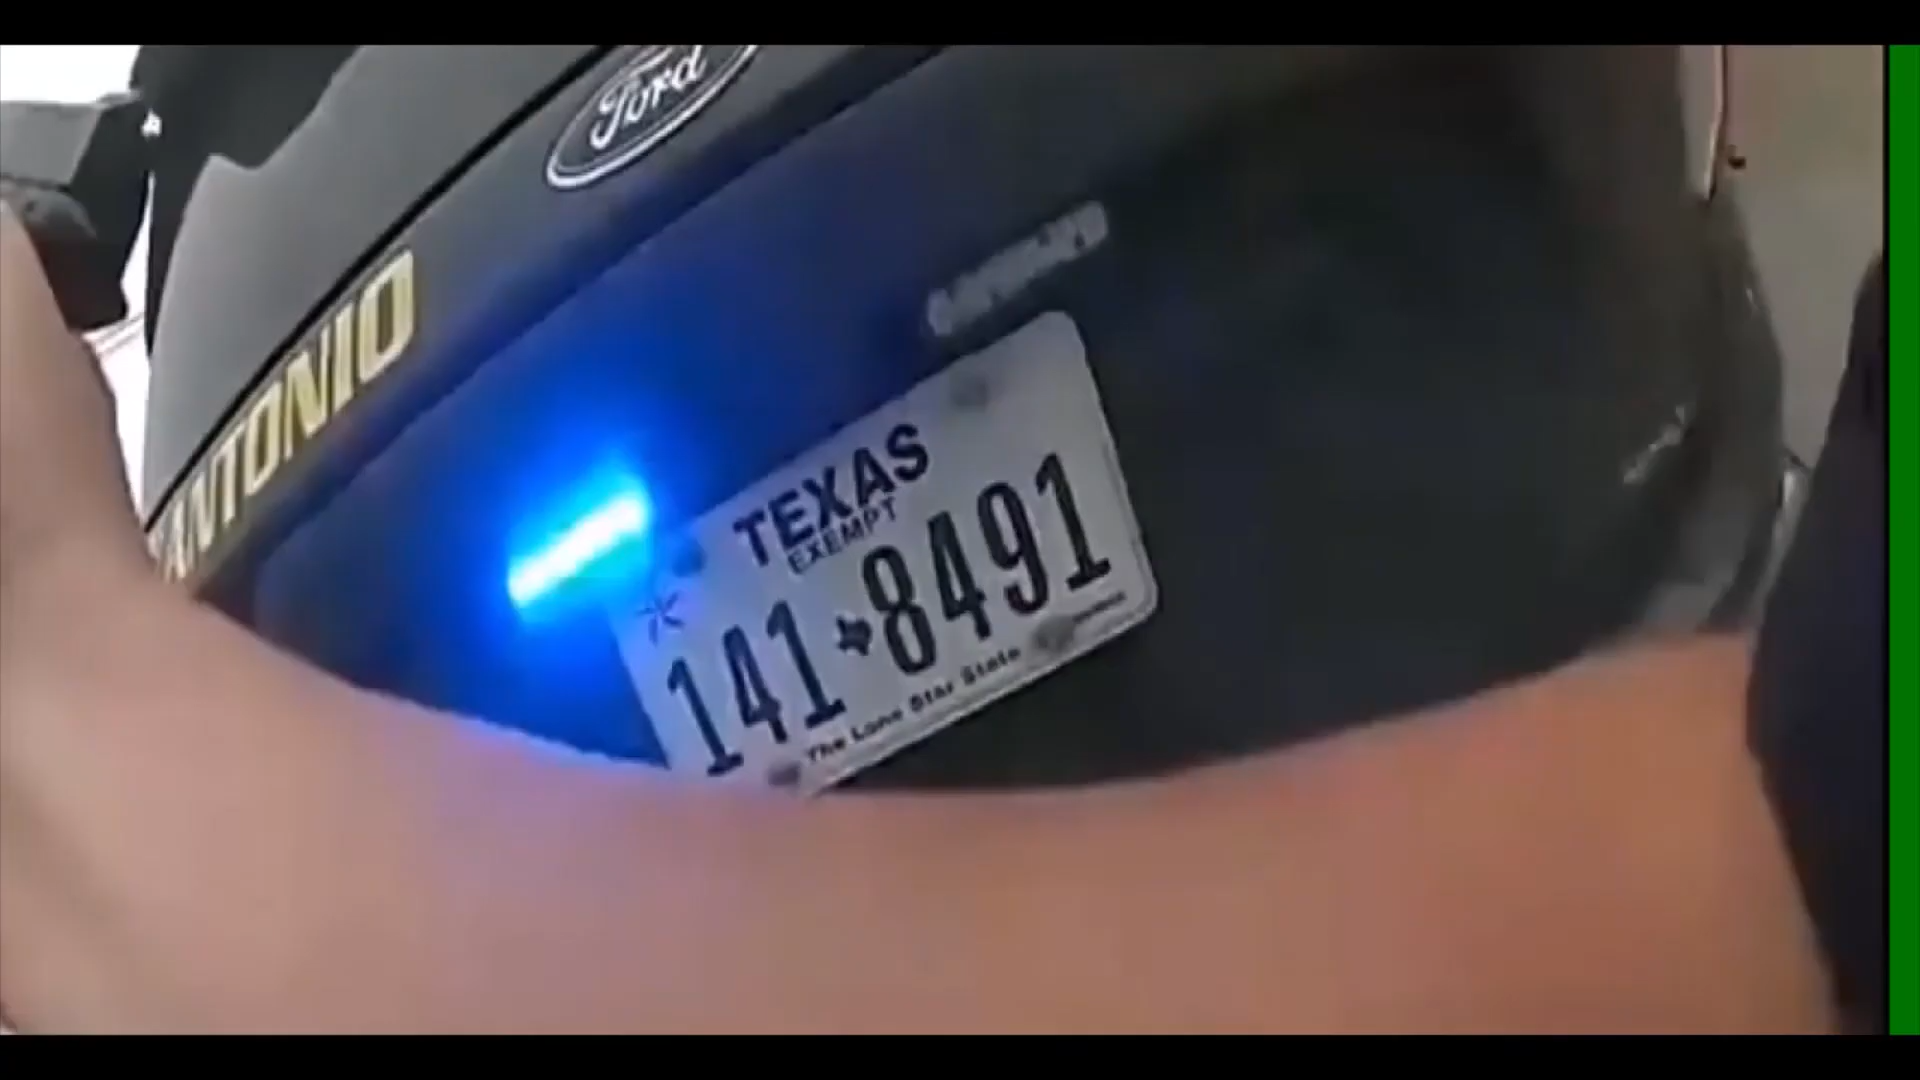 Ford
ANTONIO
TEXAS
EXEMPT
141 8491
The Lone Star State